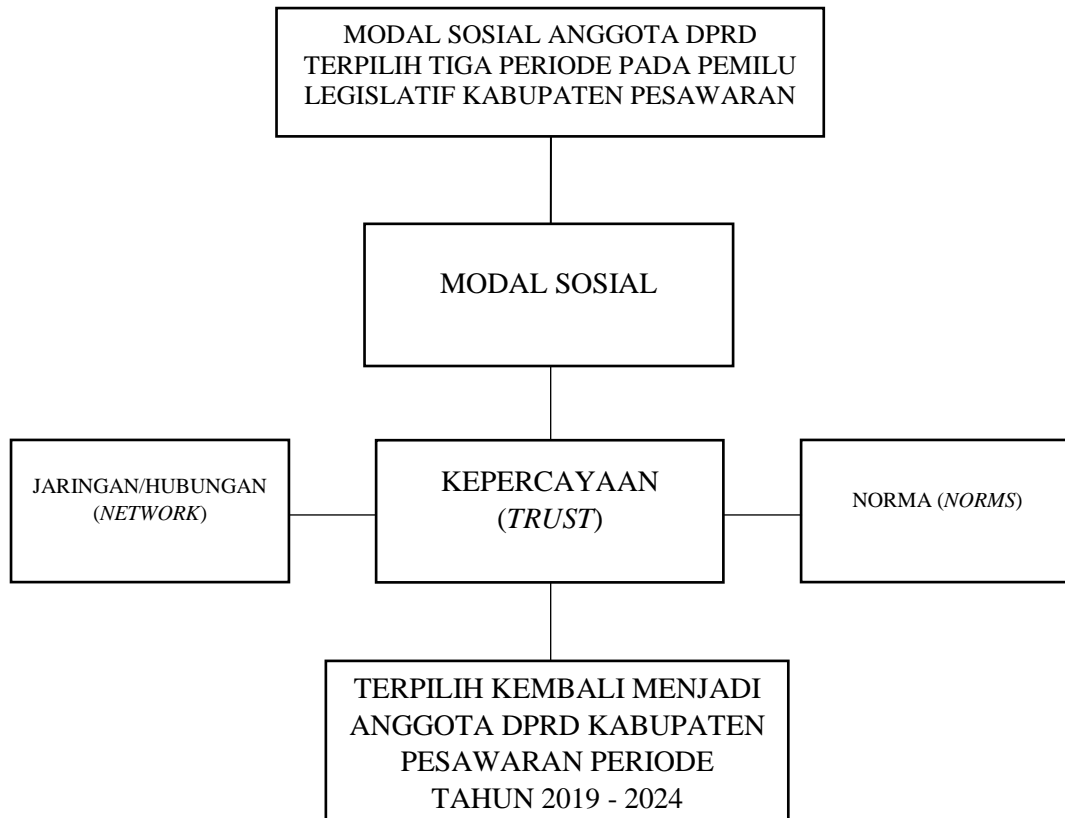 MODAL SOSIAL ANGGOTA DPRD
TERPILIH TIGA PERIODE PADA PEMILU
LEGISLATIF KABUPATEN PESAWARAN
MODAL SOSIAL
JARINGAN/HUBUNGAN
(NETWORK)
KEPERCAYAAN
(TRUST)
NORMA (NORMS)
TERPILIH KEMBALI MENJADI
ANGGOTA DPRD KABUPATEN
PESAWARAN PERIODE
TAHUN 2019 - 2024